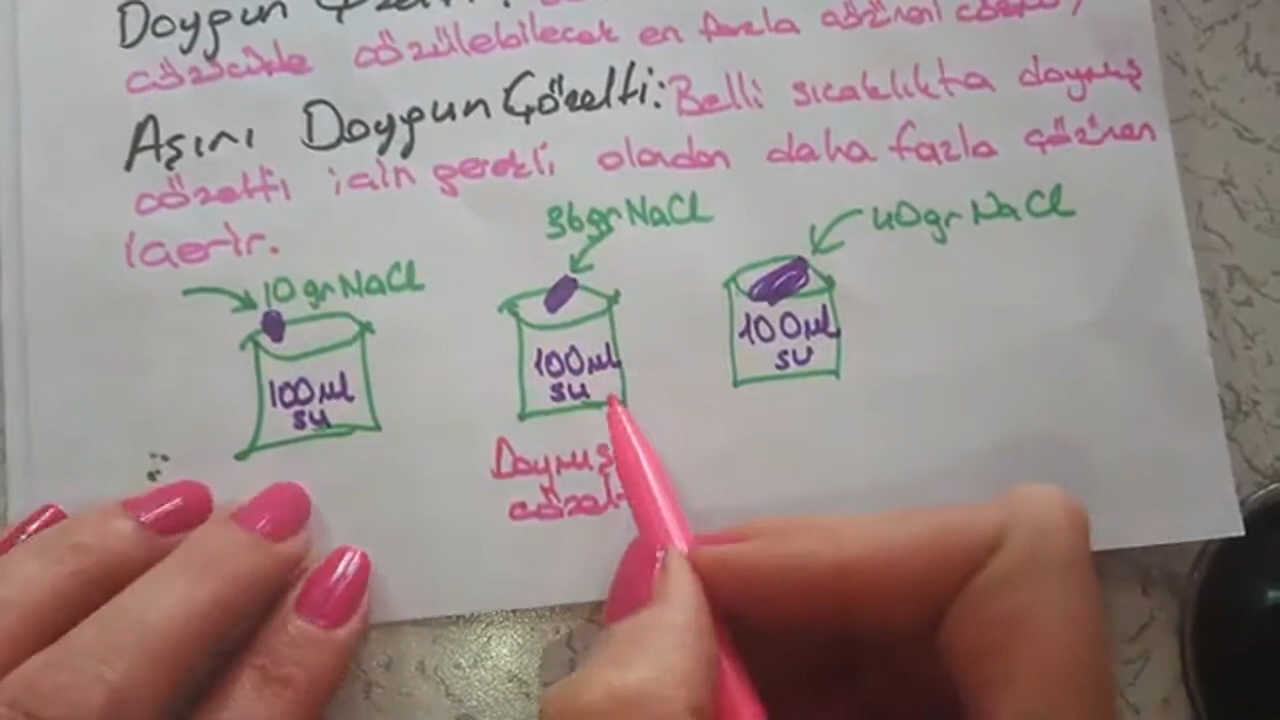 Doygun
çözücüde çözülebilecek en fazla
Aşırı Doygun Çözelti: Belli sıcaklıkta doymuş
çözelti için gerekli olandan daha fazla çözünen
içerir.
10gr NaCl
36gr NaCl
40gr NaCl
100ml
su
100ml
su
100ml
su
Doymuş
çözel